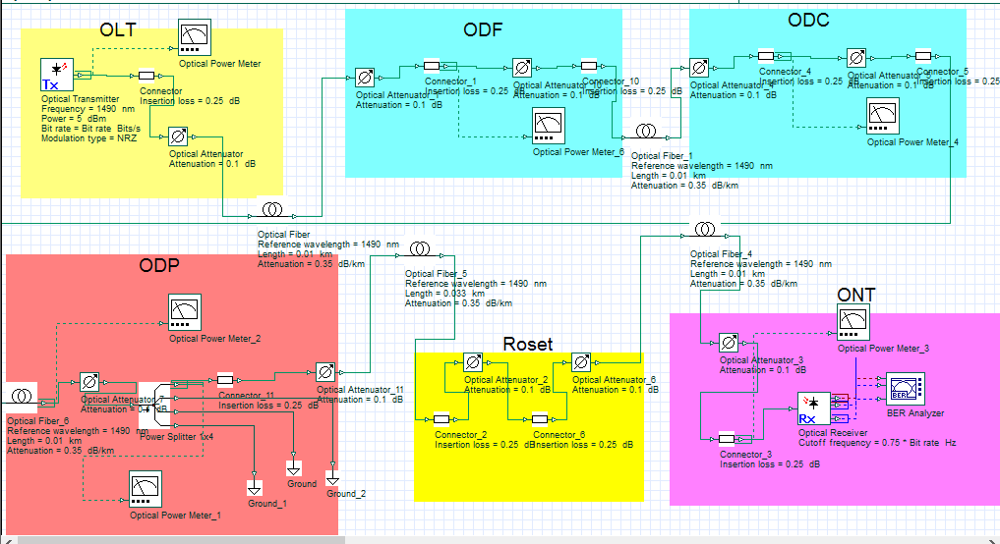 OLT
Optical Power Meter
Tx
Optical Transmitter
Frequency = 1490 nm
Power = 5 dBm
Bit rate = Bit rate Bits/s
Modulation type = NRZ
Connector
Insertion loss = 0.25 dB
Optical Attenuator
Attenuation = 0.1 dB
ODF
Optical Attenuator_1
Attenuation = 0.1 dB
Connector_1
Insertion loss = 0.25 dB
Optical Attenuator_10
Attenuation = 0.1 dB
Connector_10
Insertion loss = 0.25 dB
Optical Power Meter_6
Optical Fiber_1
Reference wavelength = 1490 nm
Length = 0.01 km
Attenuation = 0.35 dB/km
ODC
Optical Attenuator_4
Attenuation = 0.1 dB
Connector_4
Insertion loss = 0.25 dB
Optical Attenuator_5
Attenuation = 0.1 dB
Connector_5
Insertion loss = 0.25 dB
Optical Power Meter_4
Optical Fiber
Reference wavelength = 1490 nm
Length = 0.01 km
Attenuation = 0.35 dB/km
ODP
Optical Power Meter_2
Optical Fiber_6
Reference wavelength = 1490 nm
Length = 0.01 km
Attenuation = 0.35 dB/km
Optical Attenuator_7
Attenuation = 0.1 dB
Power Splitter 1x4
Connector_11
Insertion loss = 0.25 dB
Optical Attenuator_11
Attenuation = 0.1 dB
Optical Power Meter_1
Ground_1
Ground
Ground_2
Optical Fiber_5
Reference wavelength = 1490 nm
Length = 0.033 km
Attenuation = 0.35 dB/km
Roset
Optical Attenuator_2
Attenuation = 0.1 dB
Optical Attenuator_6
Attenuation = 0.1 dB
Connector_2
Insertion loss = 0.25 dB
Connector_6
Insertion loss = 0.25 dB
Optical Fiber_4
Reference wavelength = 1490 nm
Length = 0.01 km
Attenuation = 0.35 dB/km
ONT
Optical Power Meter_3
Optical Attenuator_3
Attenuation = 0.1 dB
BER
BER Analyzer
Rx
Optical Receiver
Cutoff frequency = 0.75 * Bit rate Hz
Connector_3
Insertion loss = 0.25 dB